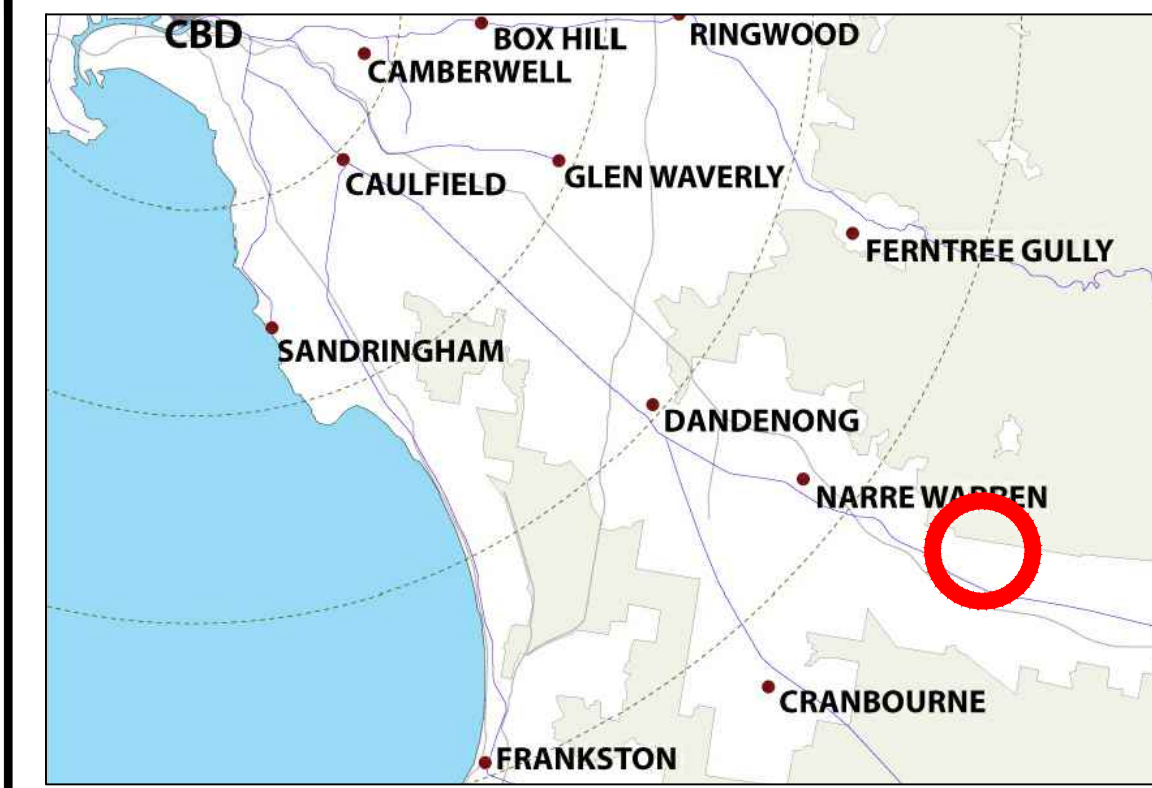 CBD
BOX HILL
RINGWOOD
CAMBERWELL
CAULFIELD
GLEN WAVERLY
FERNTREE GULLY
SANDRINGHAM
DANDENONG
NARRE WARREN
CRANBOURNE
FRANKSTON